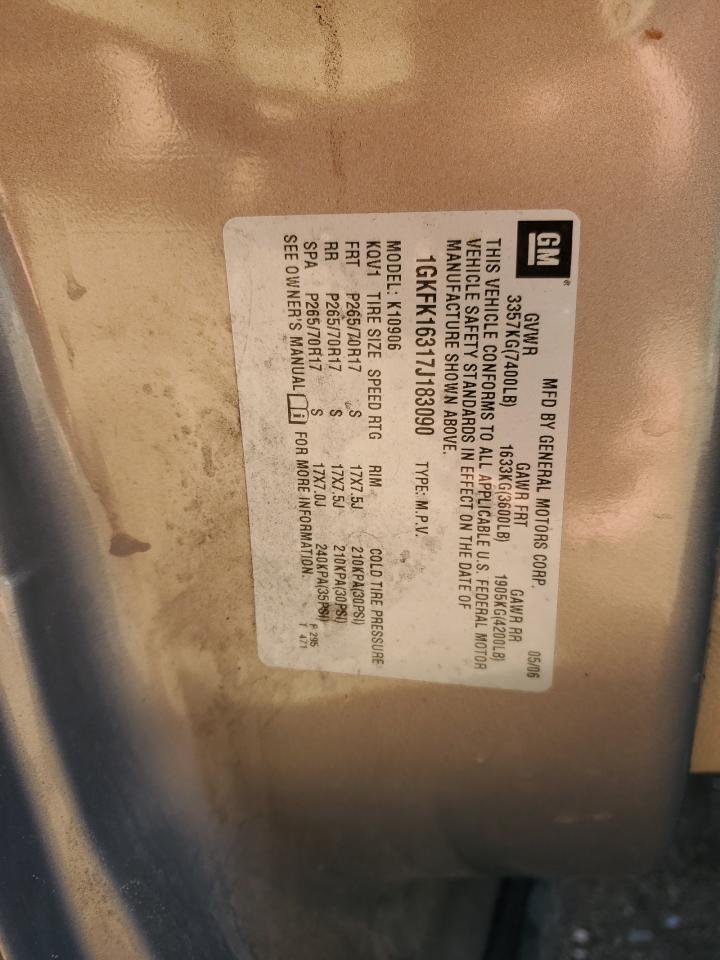 GM
MFD BY GENERAL MOTORS CORP. 05/06
GVWR GAWR FRT GAWR RR
3357KG(7400LB) 1633KG(3600LB) 1905KG(4200LB)
THIS VEHICLE CONFORMS TO ALL APPLICABLE U.S. FEDERAL MOTOR
VEHICLE SAFETY STANDARDS IN EFFECT ON THE DATE OF
MANUFACTURE SHOWN ABOVE.
1GKFK16317J183090 TYPE: M.P.V.
MODEL: K10906
KQV1 TIRE SIZE SPEED RTG RIM COLD TIRE PRESSURE
FRT P265/70R17 S 17X7.5J 210KPA(30PSI)
RR P265/70R17 S 17X7.5J 210KPA(30PSI)
SPA P265/70R17 S 17X7.0J 240KPA(35PSI)
SEE OWNER'S MANUAL i FOR MORE INFORMATION. F 295
T 471